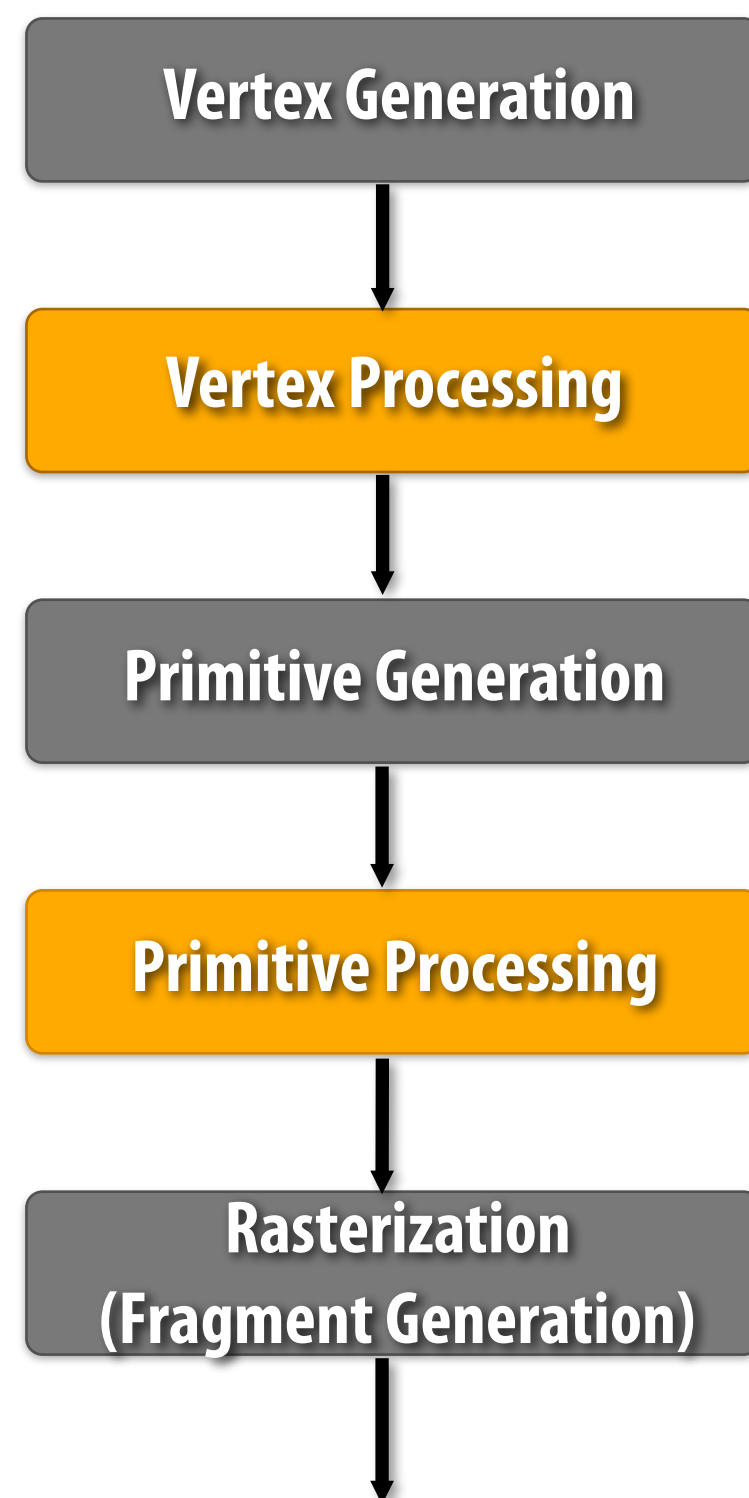 Vertex Generation
Vertex Processing
Primitive Generation
Primitive Processing
Rasterization
(Fragment Generation)